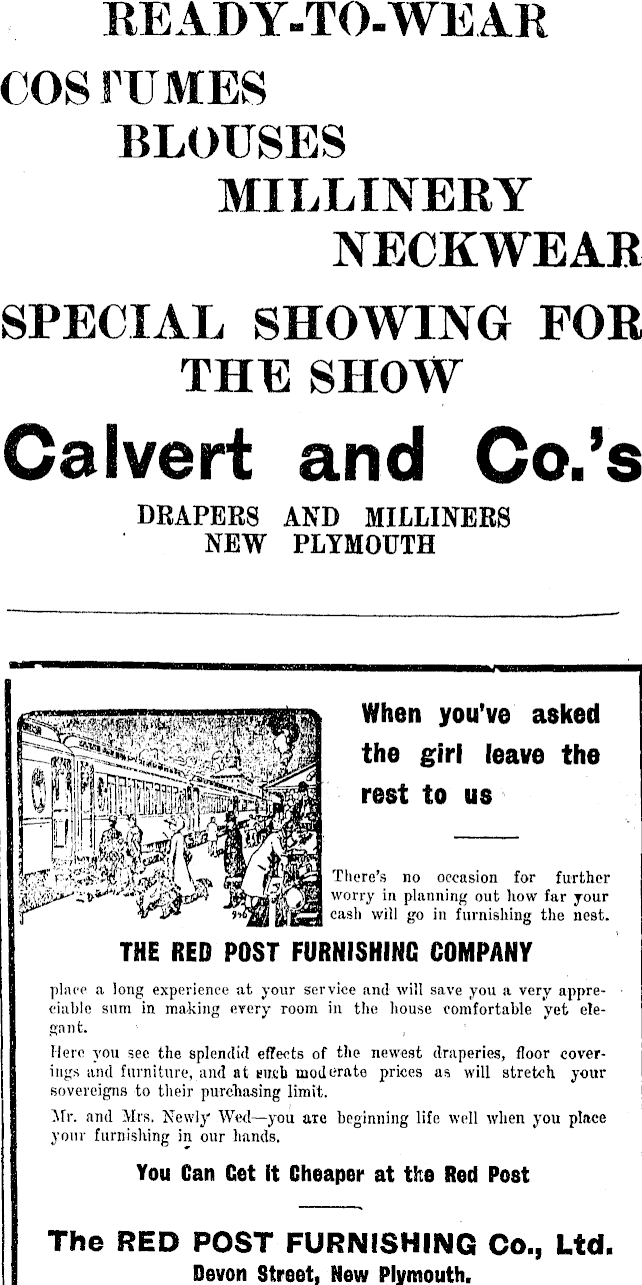 READY-TO-WEAR
COSTUMES
BLOUSES
MILLINERY
NECKWEAR
SPECIAL SHOWING FOR
THE SHOW
Calvert and Co.'s
DRAPERS AND MILLINERS
NEW PLYMOUTH
When you've asked
the girl leave the
rest to us
There's no occasion for further
worry in planning out how far your
cash will go in furnishing the nest.
946
THE RED POST FURNISHING COMPANY
place a long experience at your service and will save you a very appre-
ciable sum in making every room in the house comfortable yet ele-
gant.
Here you see the splendid effects of the newest draperies, floor cover-
ings and furniture, and at such moderate prices as will stretch your
sovereigns to their purchasing limit.
Mr. and Mrs. Newly Wed—you are beginning life well when you place
your furnishing in our hands.
You Can Get it Cheaper at the Red Post
The RED POST FURNISHING Co., Ltd.
Devon Street, New Plymouth.